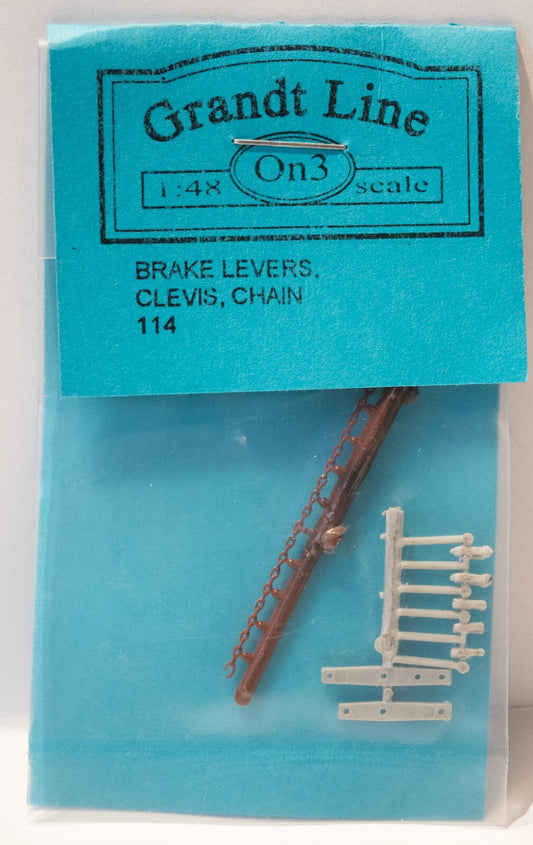 Grandt Line
1:48 On3 scale
BRAKE LEVERS,
CLEVIS, CHAIN
114